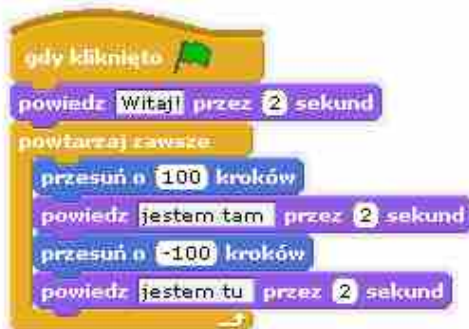 gdy kliknięto
powiedz Witaj! przez 2 sekund
powtarzaj zawsze
przesuń o 100 kroków
powiedz jestem tam przez 2 sekund
przesuń o -100 kroków
powiedz jestem tu przez 2 sekund